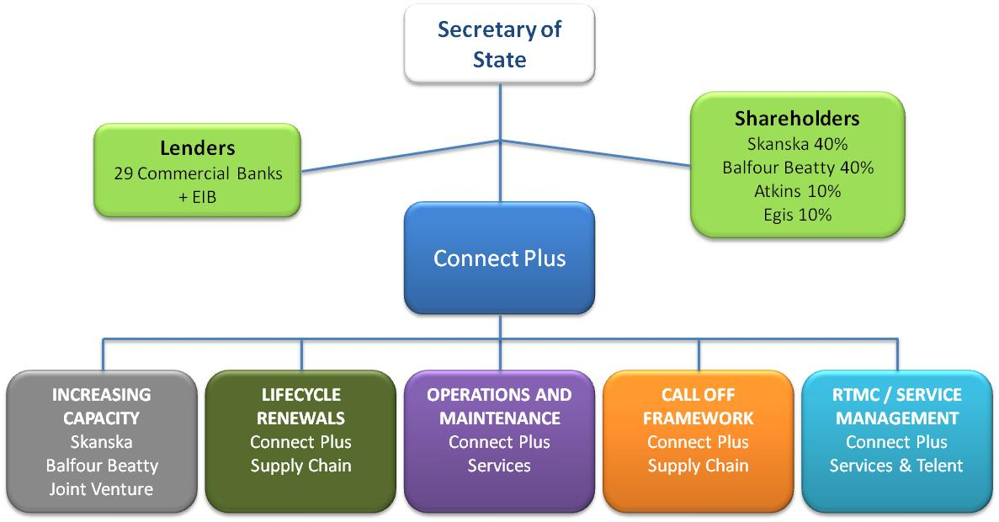 Secretary of
State
Lenders
29 Commercial Banks
+ EIB
Shareholders
Skanska 40%
Balfour Beatty 40%
Atkins 10%
Egis 10%
Connect Plus
INCREASING
CAPACITY
Skanska
Balfour Beatty
Joint Venture
LIFECYCLE
RENEWALS
Connect Plus
Supply Chain
OPERATIONS AND
MAINTENANCE
Connect Plus
Services
CALL OFF
FRAMEWORK
Connect Plus
Supply Chain
RTMC / SERVICE
MANAGEMENT
Connect Plus
Services & Telent